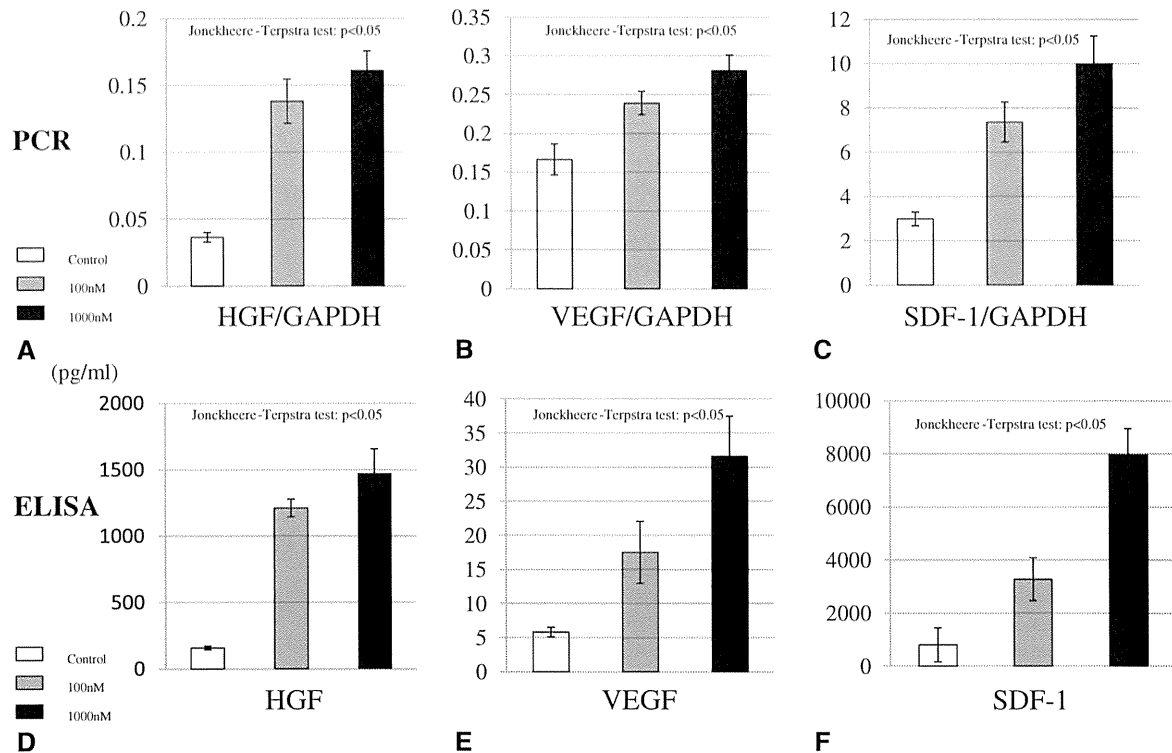 PCR
0.2
0.15
0.1
0.05
0
Jonckheere-Terpstra test: p<0.05
HGF/GAPDH
Control
100nM
1000nM
A
0.35
0.3
0.25
0.2
0.15
0.1
0.05
0
Jonckheere-Terpstra test: p<0.05
VEGF/GAPDH
B
12
10
8
6
4
2
0
Jonckheere-Terpstra test: p<0.05
SDF-1/GAPDH
C
(pg/ml)
ELISA
2000
1500
1000
500
0
Jonckheere-Terpstra test: p<0.05
HGF
Control
100nM
1000nM
D
40
35
30
25
20
15
10
5
0
Jonckheere-Terpstra test: p<0.05
VEGF
E
10000
8000
6000
4000
2000
0
Jonckheere-Terpstra test: p<0.05
SDF-1
F